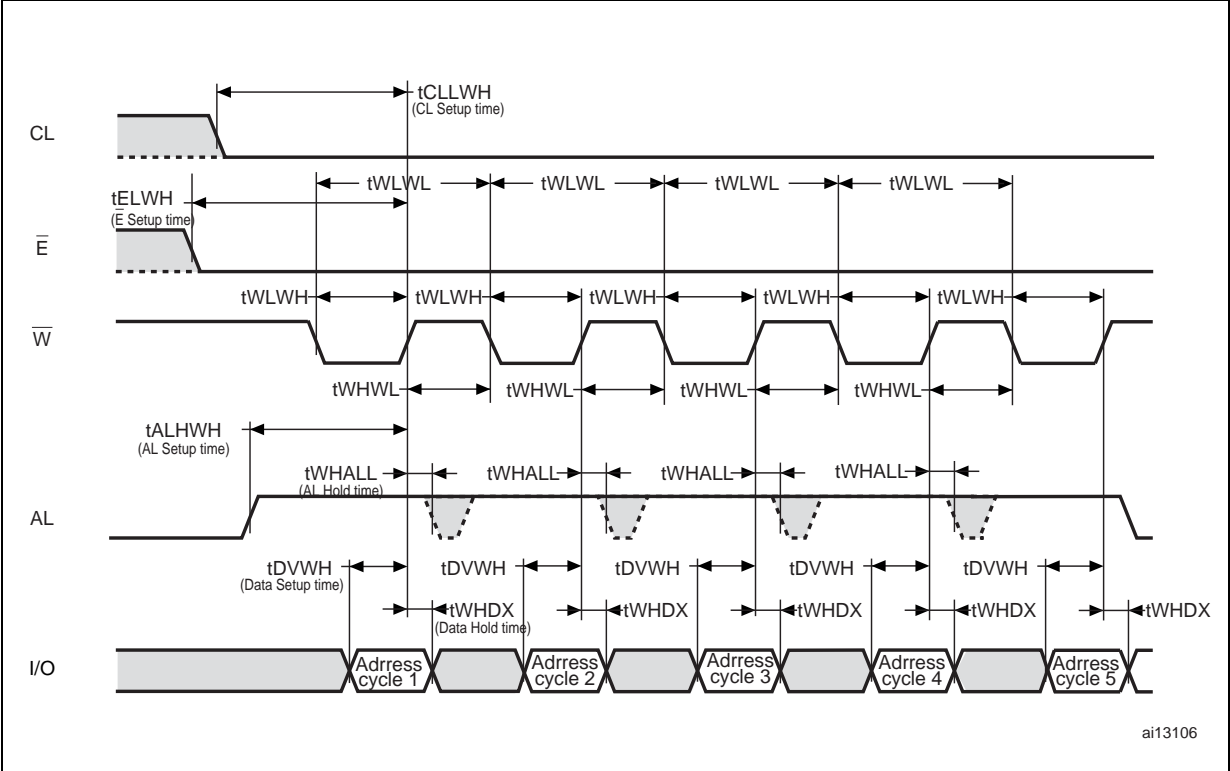 tCLLWH
(CL Setup time)
CL
tWLWL tWLWL tWLWL tWLWL
tELWH
(E Setup time)
E
tWLWH tWLWH tWLWH tWLWH tWLWH
W
tWHWL tWHWL tWHWL tWHWL
tALHWH
(AL Setup time)
tWHALL tWHALL tWHALL tWHALL
(AL Hold time)
AL
tDVWH tDVWH tDVWH tDVWH tDVWH
(Data Setup time)
tWHDX tWHDX tWHDX tWHDX tWHDX
(Data Hold time)
I/O
Adrress Adrress Adrress Adrress Adrress
cycle 1 cycle 2 cycle 3 cycle 4 cycle 5
ai13106